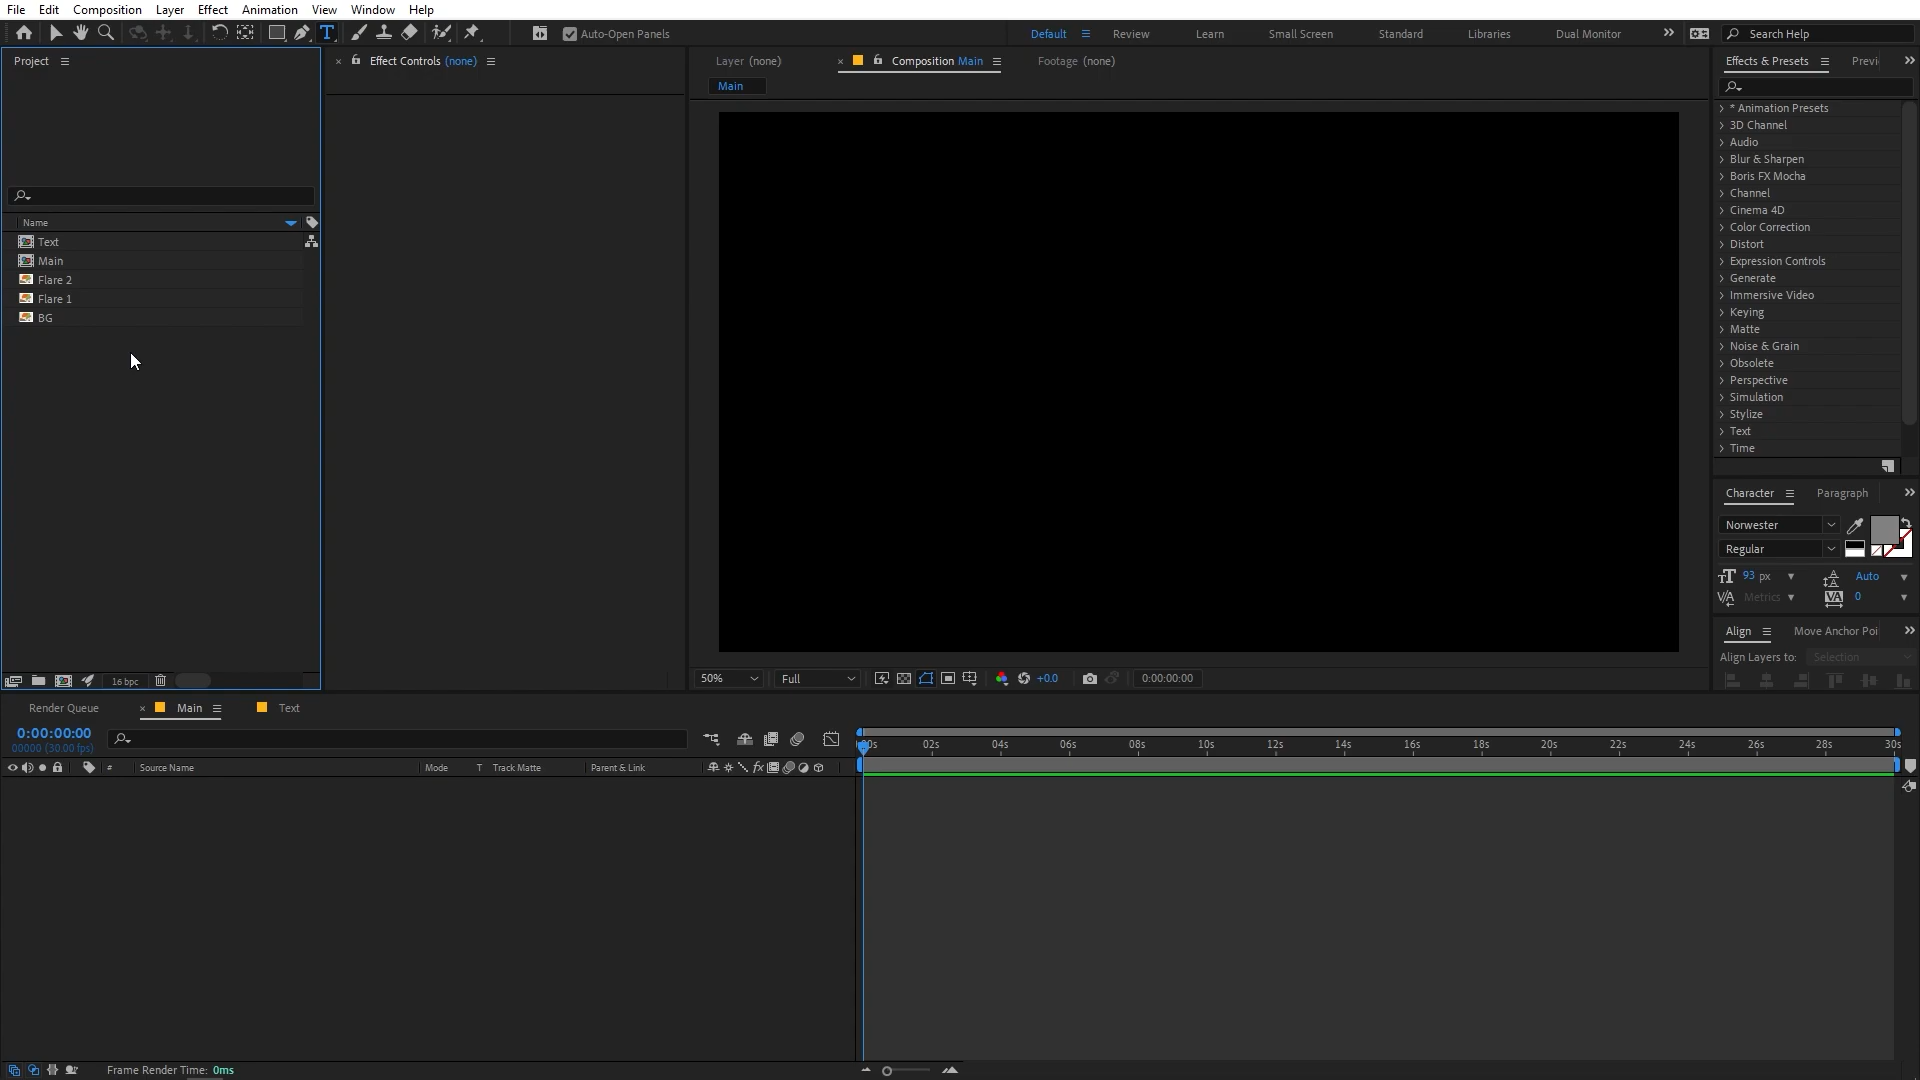 File Edit Composition Layer Effect Animation View Window Help
T Auto-Open Panels Default Review Learn Small Screen Standard Libraries Dual Monitor Search Help
Project
Effect Controls (none)
Layer (none)
Composition Main
Footage (none)
Main
Name
Text
Main
Flare 2
Flare 1
BG
16 bpc
50% Full +0.0 0:00:00:00
Effects & Presets
* Animation Presets
3D Channel
Audio
Blur & Sharpen
Boris FX Mocha
Channel
Cinema 4D
Color Correction
Distort
Expression Controls
Generate
Immersive Video
Keying
Matte
Noise & Grain
Obsolete
Perspective
Simulation
Stylize
Text
Time
Character Paragraph
Norwester
Regular
93 px Auto
Metrics 0
Align Move Anchor Poi
Align Layers to: Selection
Render Queue Main Text
0:00:00:00
00000 (30.00 fps)
02s 04s 06s 08s 10s 12s 14s 16s 18s 20s 22s 24s 26s 28s 30s
# Source Name Mode T Track Matte Parent & Link fx
Frame Render Time: 0ms